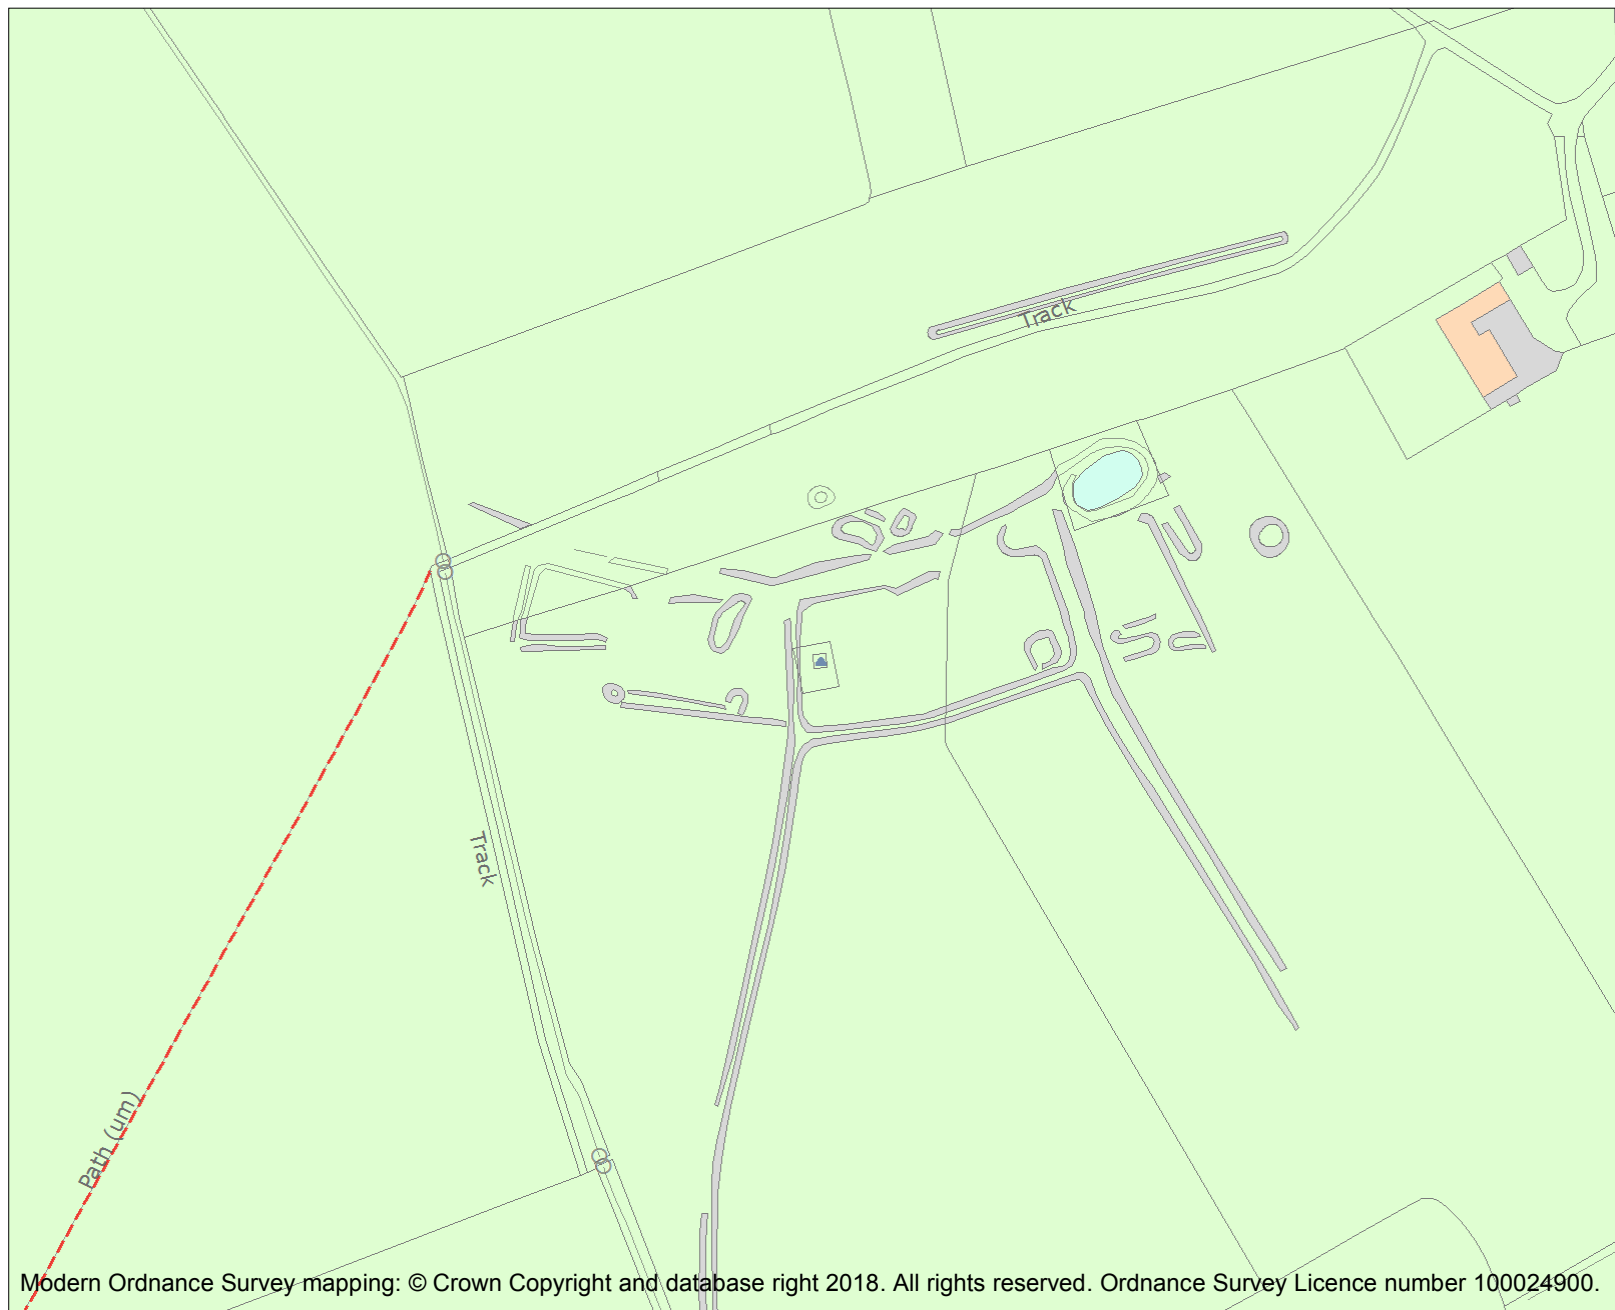 Track
Track
Path (um)
Modern Ordnance Survey mapping: © Crown Copyright and database right 2018. All rights reserved. Ordnance Survey Licence number 100024900.